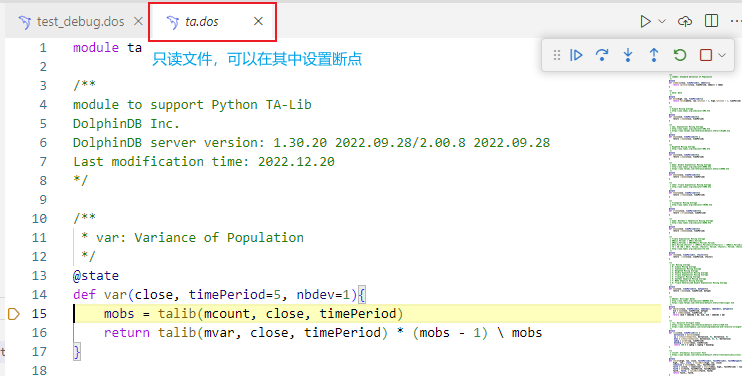 test_debug.dos
ta.dos
只读文件，可以在其中设置断点
1 module ta
2
3 /**
4 module to support Python TA-Lib
5 DolphinDB Inc.
6 DolphinDB server version: 1.30.20 2022.09.28/2.00.8 2022.09.28
7 Last modification time: 2022.12.20
8 */
9
10 /**
11 * var: Variance of Population
12 */
13 @state
14 def var(close, timePeriod=5, nbdev=1){
15 mobs = talib(mcount, close, timePeriod)
16 return talib(mvar, close, timePeriod) * (mobs - 1) \ mobs
17 }
18